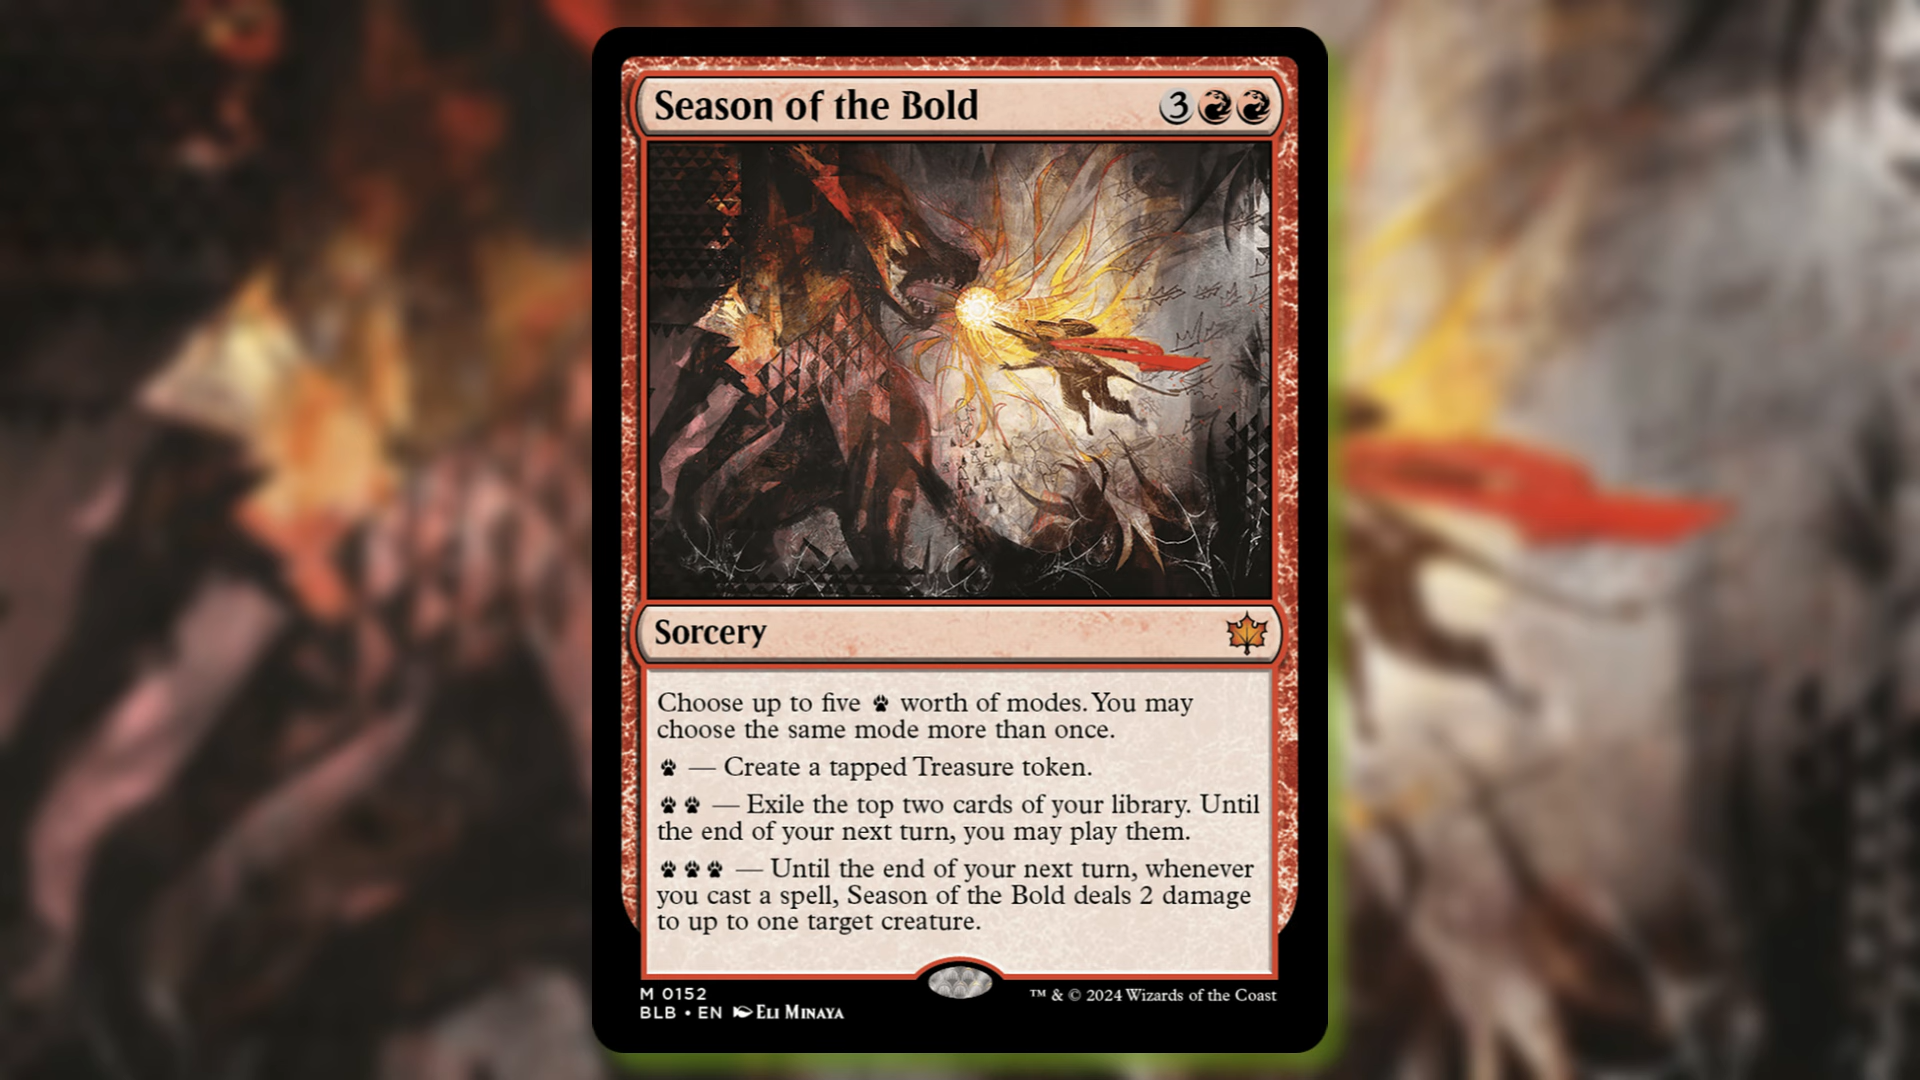 Season of the Bold 3
Sorcery
Choose up to five worth of modes. You may
choose the same mode more than once.
— Create a tapped Treasure token.
— Exile the top two cards of your library. Until
the end of your next turn, you may play them.
— Until the end of your next turn, whenever
you cast a spell, Season of the Bold deals 2 damage
to up to one target creature.
M 0152
BLB • EN Eli Minaya
™ & © 2024 Wizards of the Coast